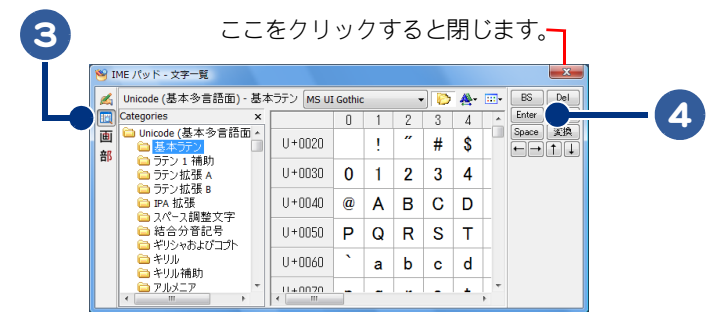 ここをクリックすると閉じます。
3
IME パッド - 文字一覧
Unicode (基本多言語面) - 基本ラテン MS UI Gothic
BS Del
Categories 0 1 2 3 4
Enter
4
Unicode (基本多言語面
Space 変換
画
基本ラテン U+0020 ! " # $
← → ↑ ↓
部
ラテン 1 補助
ラテン拡張 A U+0030 0 1 2 3 4
ラテン拡張 B
IPA 拡張 U+0040 @ A B C D
スペース調整文字
結合分音記号 U+0050 P Q R S T
ギリシャおよびコプト
キリル U+0060 ` a b c d
キリル補助
アルメニア U+0070